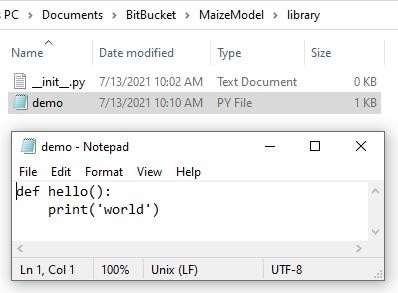 PC > Documents > BitBucket > MaizeModel > library
Name Date modified Type Size
__init__.py 7/13/2021 10:02 AM Text Document 0 KB
demo 7/13/2021 10:10 AM PY File 1 KB
demo - Notepad
File Edit Format View Help
def hello():
    print('world')
Ln 1, Col 1 100% Unix (LF) UTF-8